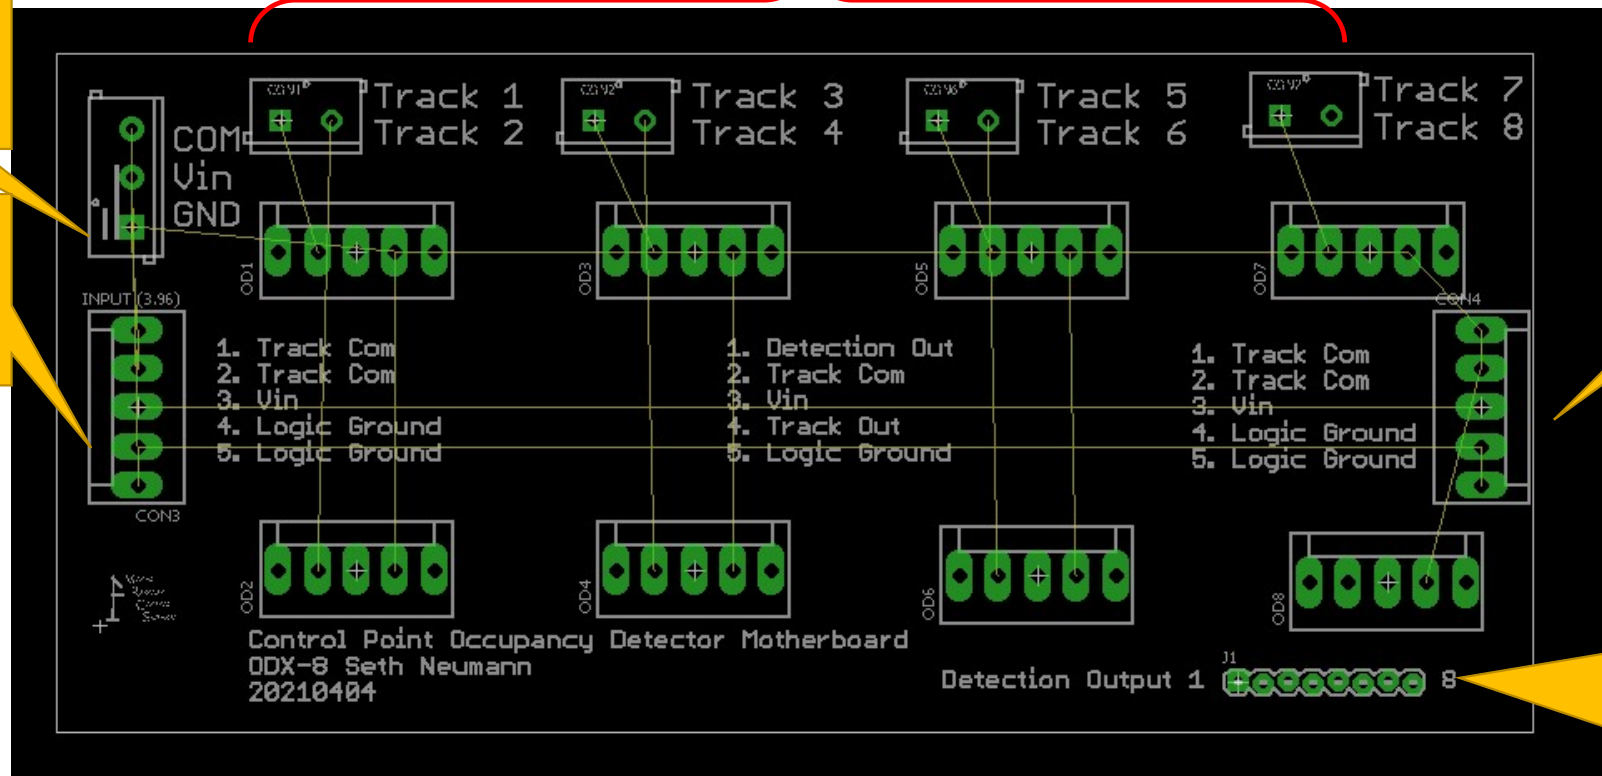 Track 1
Track 2
Track 3
Track 4
Track 5
Track 6
Track 7
Track 8
COM
Vin
GND
INPUT (3.96)
OD1
OD3
OD5
OD7
CON4
1. Track Com
2. Track Com
3. Vin
4. Logic Ground
5. Logic Ground
1. Detection Out
2. Track Com
3. Vin
4. Track Out
5. Logic Ground
1. Track Com
2. Track Com
3. Vin
4. Logic Ground
5. Logic Ground
CON3
OD2
OD4
OD6
OD8
Control Point Occupancy Detector Motherboard
ODX-8 Seth Neumann
20210404
J1
Detection Output 1 8